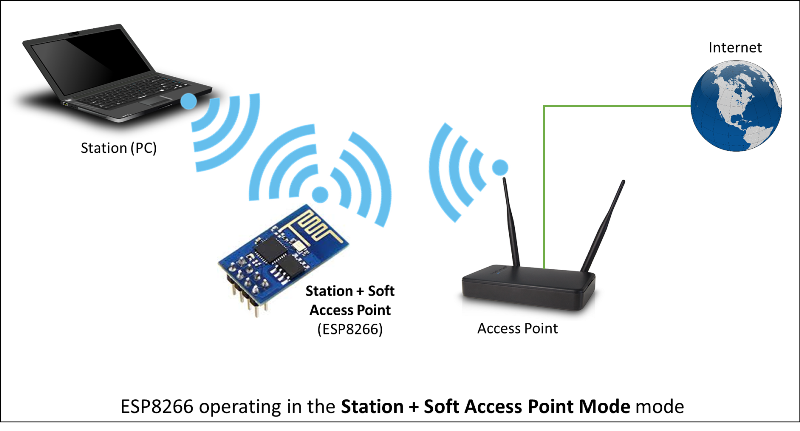 Internet
Station (PC)
Station + Soft
Access Point
(ESP8266)
Access Point
ESP8266 operating in the Station + Soft Access Point Mode mode